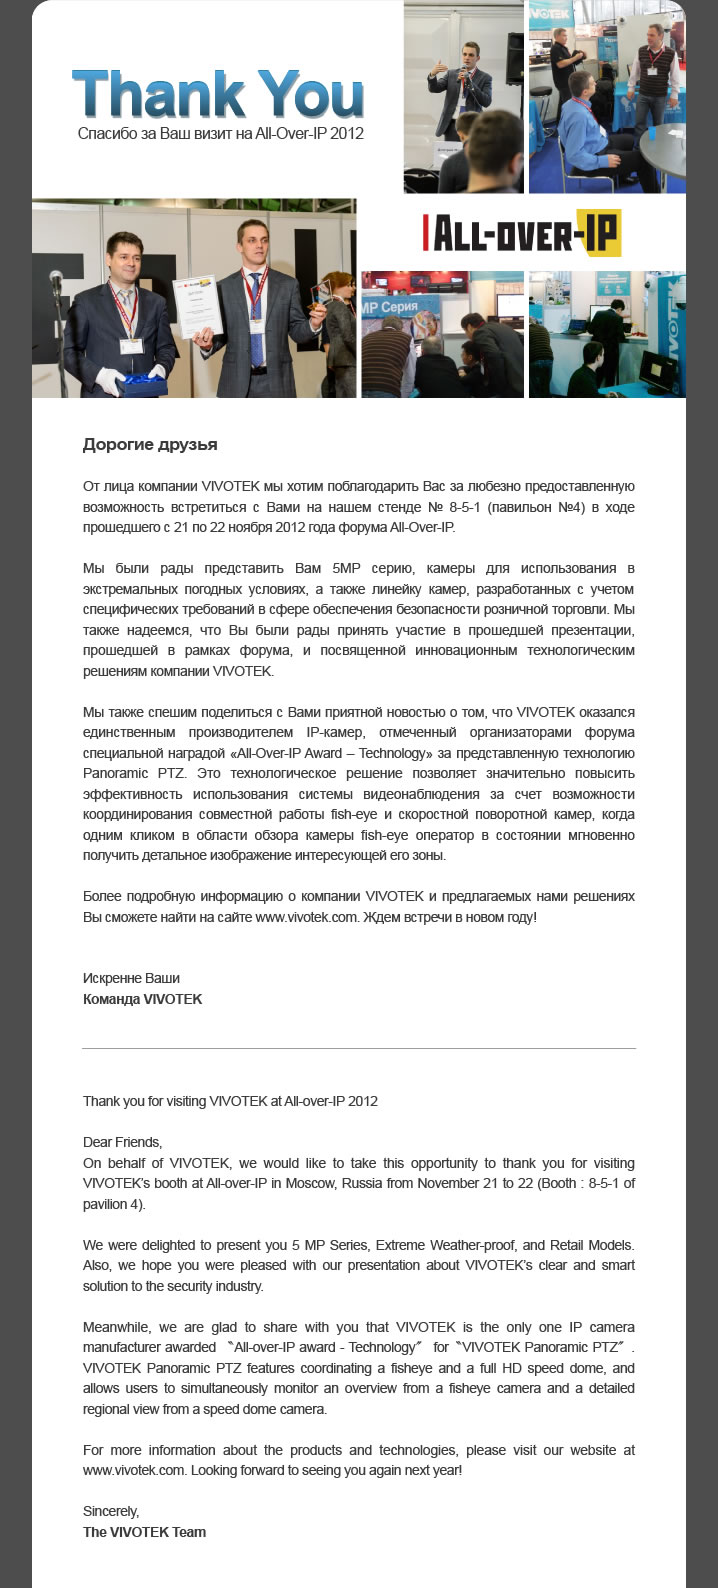 VIVOTEK
Thank You
Спасибо за Ваш визит на All-Over-IP 2012
ALL-OVER-IP
MP Серия
VIVOTEK
Дорогие друзья
От лица компании VIVOTEK мы хотим поблагодарить Вас за любезно предоставленную
возможность встретиться с Вами на нашем стенде № 8-5-1 (павильон №4) в ходе
прошедшего с 21 по 22 ноября 2012 года форума All-Over-IP.
Мы были рады представить Вам 5MP серию, камеры для использования в
экстремальных погодных условиях, а также линейку камер, разработанных с учетом
специфических требований в сфере обеспечения безопасности розничной торговли. Мы
также надеемся, что Вы были рады принять участие в прошедшей презентации,
прошедшей в рамках форума, и посвященной инновационным технологическим
решениям компании VIVOTEK.
Мы также спешим поделиться с Вами приятной новостью о том, что VIVOTEK оказался
единственным производителем IP-камер, отмеченный организаторами форума
специальной наградой «All-Over-IP Award – Technology» за представленную технологию
Panoramic PTZ. Это технологическое решение позволяет значительно повысить
эффективность использования системы видеонаблюдения за счет возможности
координирования совместной работы fish-eye и скоростной поворотной камер, когда
одним кликом в области обзора камеры fish-eye оператор в состоянии мгновенно
получить детальное изображение интересующей его зоны.
Более подробную информацию о компании VIVOTEK и предлагаемых нами решениях
Вы сможете найти на сайте www.vivotek.com. Ждем встречи в новом году!
Искренне Ваши
Команда VIVOTEK
Thank you for visiting VIVOTEK at All-over-IP 2012
Dear Friends,
On behalf of VIVOTEK, we would like to take this opportunity to thank you for visiting
VIVOTEK's booth at All-over-IP in Moscow, Russia from November 21 to 22 (Booth : 8-5-1 of
pavilion 4).
We were delighted to present you 5 MP Series, Extreme Weather-proof, and Retail Models.
Also, we hope you were pleased with our presentation about VIVOTEK's clear and smart
solution to the security industry.
Meanwhile, we are glad to share with you that VIVOTEK is the only one IP camera
manufacturer awarded 〝All-over-IP award - Technology〞 for〝VIVOTEK Panoramic PTZ〞.
VIVOTEK Panoramic PTZ features coordinating a fisheye and a full HD speed dome, and
allows users to simultaneously monitor an overview from a fisheye camera and a detailed
regional view from a speed dome camera.
For more information about the products and technologies, please visit our website at
www.vivotek.com. Looking forward to seeing you again next year!
Sincerely,
The VIVOTEK Team